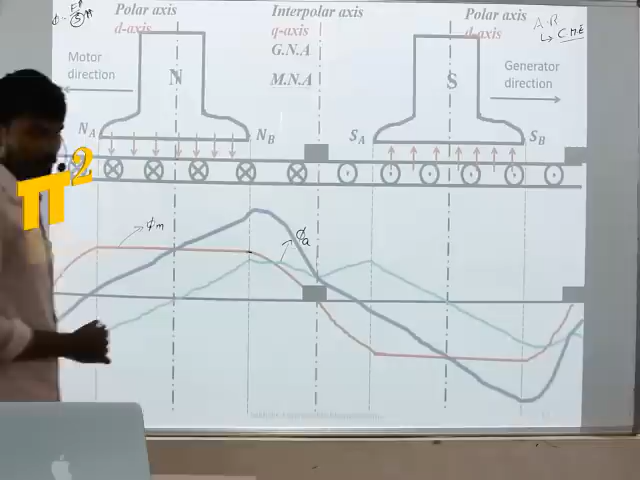 Polar axis
d-axis
Interpolar axis
q-axis
G.N.A
M.N.A
Polar axis
d-axis
A.R
↳ C.M.E
Motor
direction
N
S
Generator
direction
N_A
N_B
S_A
S_B
π²
ϕm
ϕa